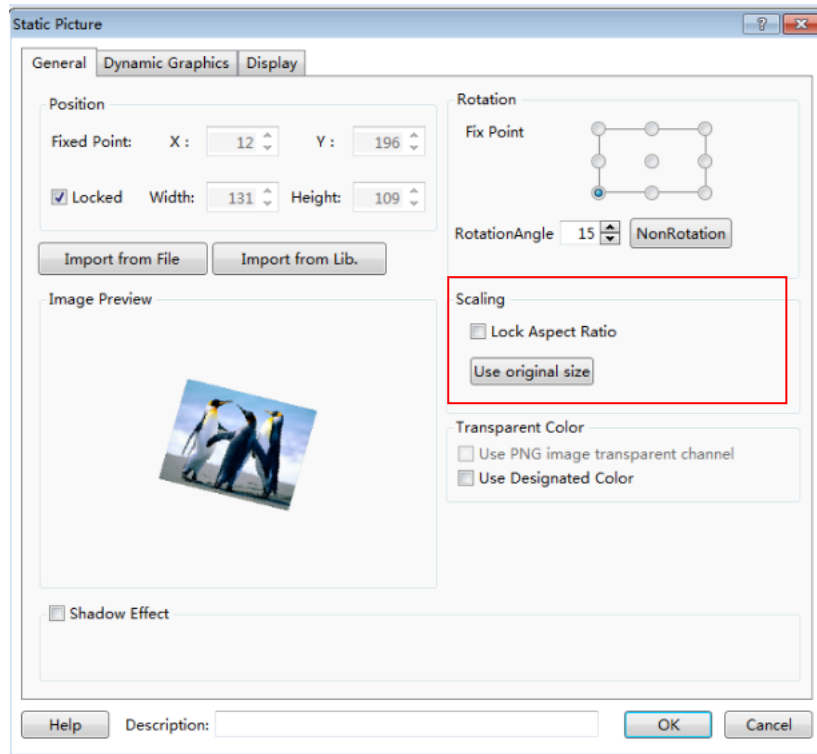 Static Picture
General Dynamic Graphics Display
Position
Fixed Point: X : 12 Y : 196
Locked Width: 131 Height: 109
Import from File Import from Lib.
Image Preview
Shadow Effect
Rotation
Fix Point
RotationAngle 15 NonRotation
Scaling
Lock Aspect Ratio
Use original size
Transparent Color
Use PNG image transparent channel
Use Designated Color
Help Description: OK Cancel